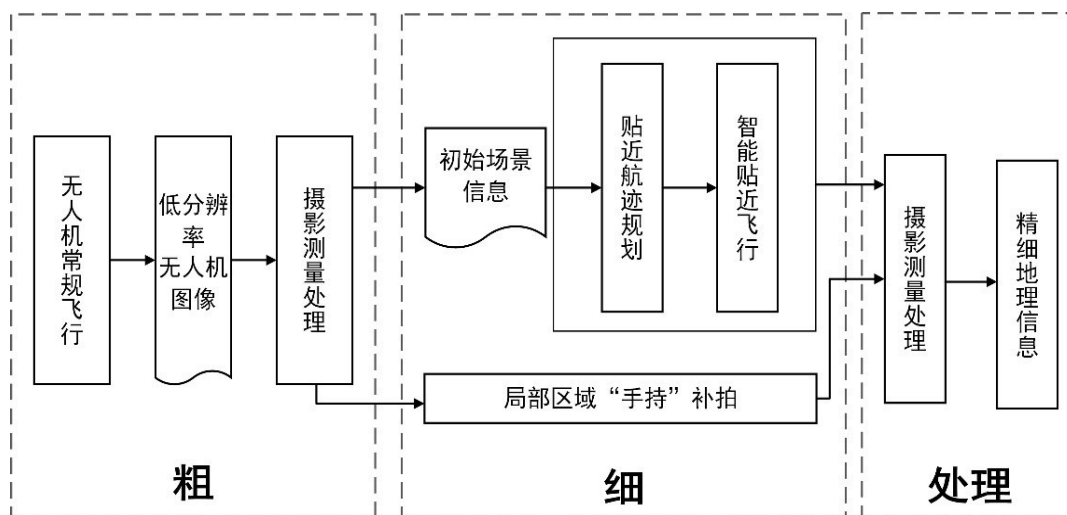 无人机常规飞行
低分辨
率
无人机
图像
摄影测量处理
初始场景
信息
贴近航迹规划
智能贴近飞行
局部区域“手持”补拍
摄影测量处理
精细地理信息
粗
细
处理